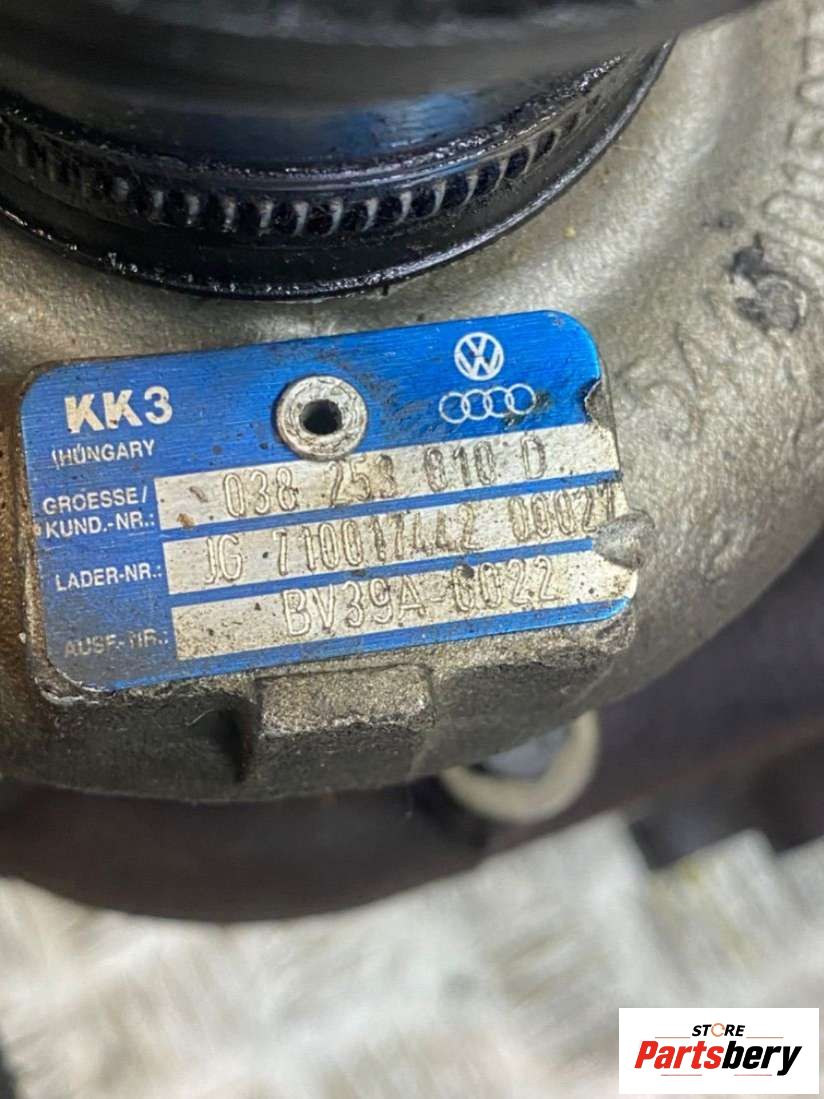 KK3
HUNGARY
GROESSE/
KUND.-NR.: 038 253 010 D
LADER-NR.: JG 710017442 00027
AUSF.-NR.: BV39A-0022
STORE
Partsbery